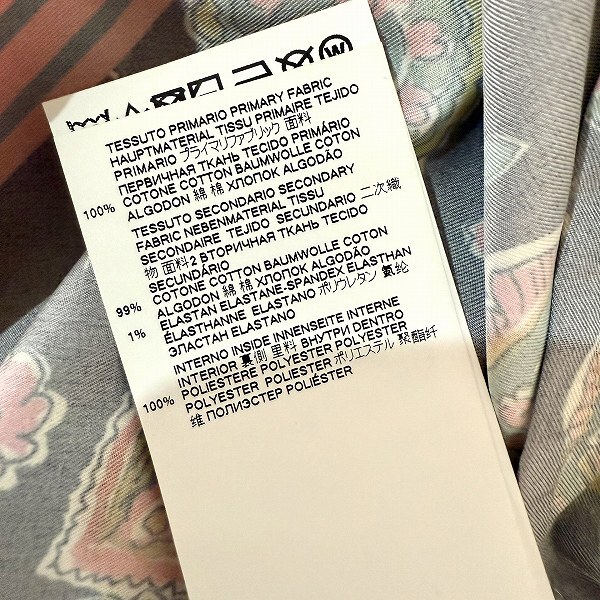 W
TESSUTO PRIMARIO PRIMARY FABRIC
HAUPTMATERIAL TISSU PRIMAIRE TEJIDO
PRIMARIO プライマリファブリック 面料
ПЕРВИЧНАЯ ТКАНЬ TECIDO PRIMÁRIO
100% COTONE COTTON BAUMWOLLE COTON
ALGODON 綿 棉 ХЛОПОК ALGODÃO
TESSUTO SECONDARIO SECONDARY
FABRIC NEBENMATERIAL TISSU
SECONDAIRE TEJIDO SECUNDARIO 二次織
物 面料2 ВТОРИЧНАЯ ТКАНЬ TECIDO
SECUNDÁRIO
99% COTONE COTTON BAUMWOLLE COTON
ALGODON 綿 棉 ХЛОПОК ALGODÃO
1% ELASTAN ELASTANE-SPANDEX ELASTHAN
ÉLASTHANNE ELASTANO ポリウレタン 氨纶
ЭЛАСТАН ELASTANO
INTERNO INSIDE INNENSEITE INTERNE
INTERIOR 裏側 里料 ВНУТРИ DENTRO
100% POLIESTERE POLYESTER POLYESTER
POLYESTER POLIESTER ポリエステル 聚酯纤
维 ПОЛИЭСТЕР POLIÉSTER